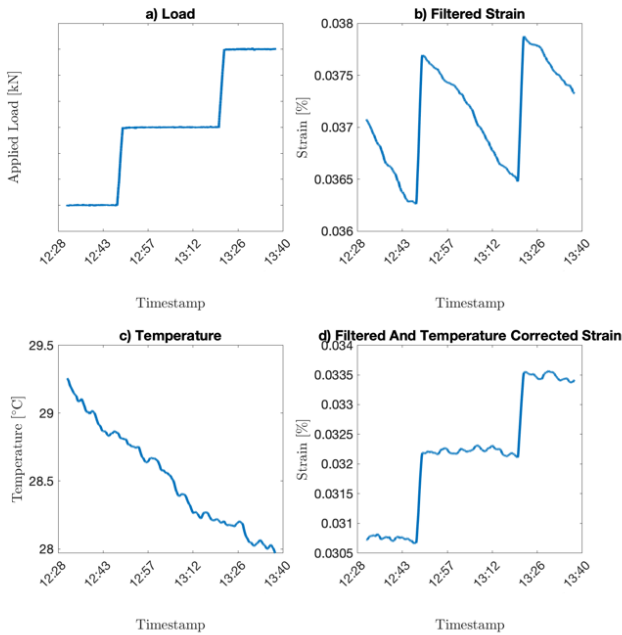 a) Load
Applied Load [kN]
12:28 12:43 12:57 13:12 13:26 13:40
Timestamp
b) Filtered Strain
0.038
0.0375
0.037
0.0365
0.036
Strain [%]
12:28 12:43 12:57 13:12 13:26 13:40
Timestamp
c) Temperature
29.5
29
28.5
28
Temperature [°C]
12:28 12:43 12:57 13:12 13:26 13:40
Timestamp
d) Filtered And Temperature Corrected Strain
0.034
0.0335
0.033
0.0325
0.032
0.0315
0.031
0.0305
Strain [%]
12:28 12:43 12:57 13:12 13:26 13:40
Timestamp